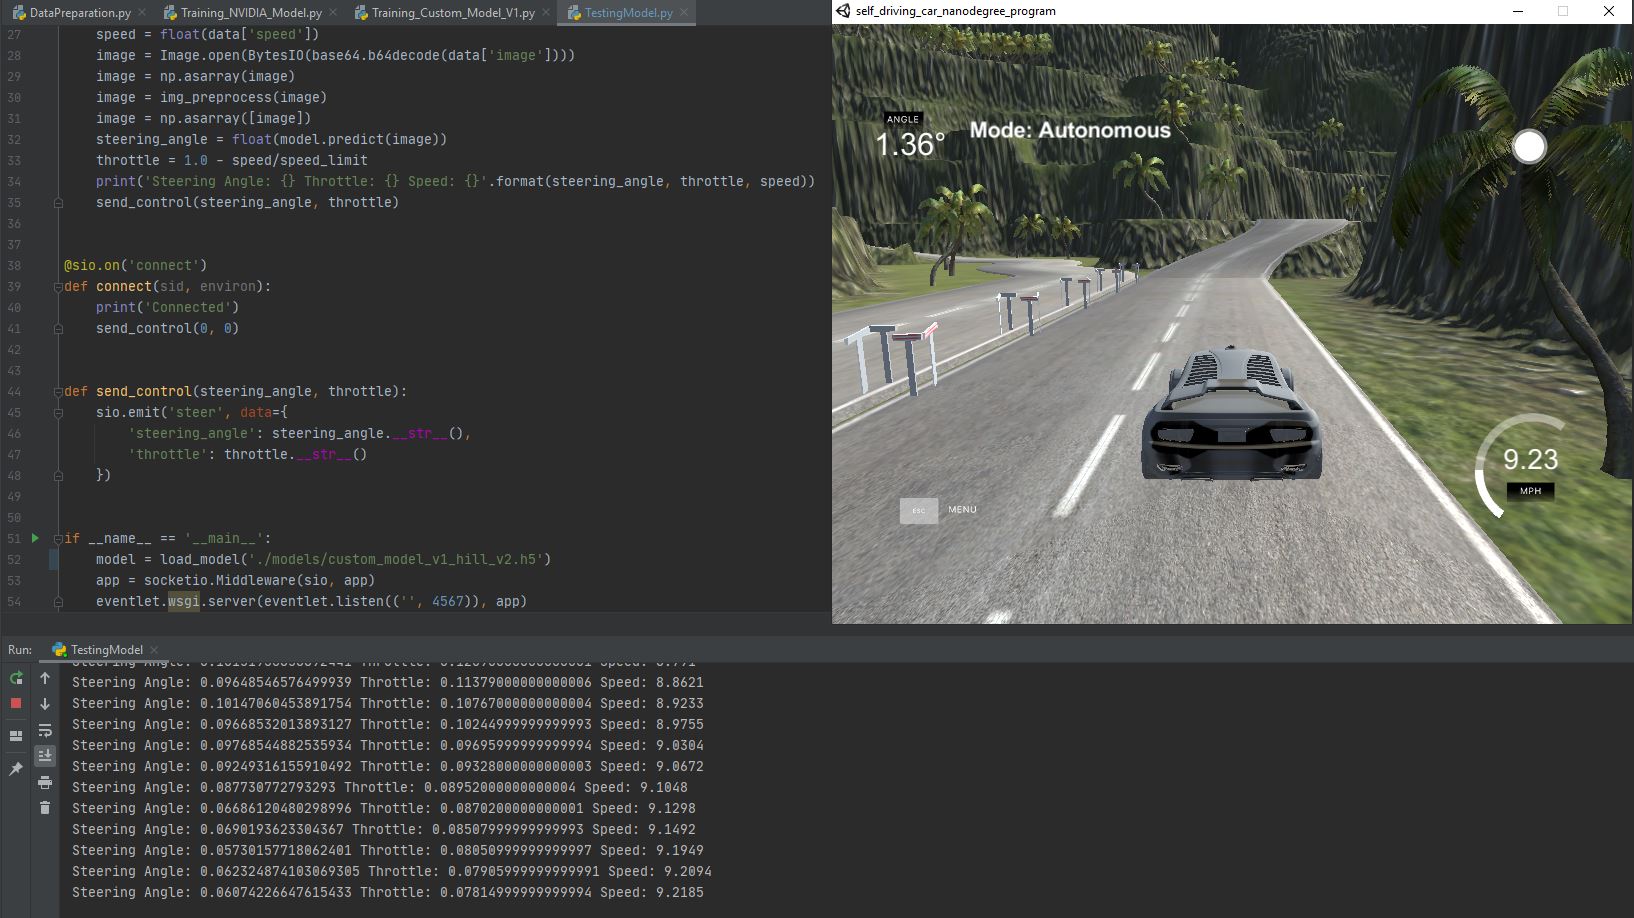 DataPreparation.py
Training_NVIDIA_Model.py
Training_Custom_Model_V1.py
TestingModel.py
27 speed = float(data['speed'])
28 image = Image.open(BytesIO(base64.b64decode(data['image'])))
29 image = np.asarray(image)
30 image = img_preprocess(image)
31 image = np.asarray([image])
32 steering_angle = float(model.predict(image))
33 throttle = 1.0 - speed/speed_limit
34 print('Steering Angle: {} Throttle: {} Speed: {}'.format(steering_angle, throttle, speed))
35 send_control(steering_angle, throttle)
36
37
38 @sio.on('connect')
39 def connect(sid, environ):
40 print('Connected')
41 send_control(0, 0)
42
43
44 def send_control(steering_angle, throttle):
45 sio.emit('steer', data={
46 'steering_angle': steering_angle.__str__(),
47 'throttle': throttle.__str__()
48 })
49
50
51 if __name__ == '__main__':
52 model = load_model('./models/custom_model_v1_hill_v2.h5')
53 app = socketio.Middleware(sio, app)
54 eventlet.wsgi.server(eventlet.listen(('', 4567)), app)
self_driving_car_nanodegree_program
ANGLE
1.36°
Mode: Autonomous
9.23
MPH
ESC MENU
Run: TestingModel
Steering Angle: Throttle: Speed:
Steering Angle: 0.09648546576499939 Throttle: 0.11379000000000006 Speed: 8.8621
Steering Angle: 0.10147060453891754 Throttle: 0.10767000000000004 Speed: 8.9233
Steering Angle: 0.09668532013893127 Throttle: 0.10244999999999993 Speed: 8.9755
Steering Angle: 0.09768544882535934 Throttle: 0.09695999999999994 Speed: 9.0304
Steering Angle: 0.09249316155910492 Throttle: 0.09328000000000003 Speed: 9.0672
Steering Angle: 0.087730772793293 Throttle: 0.08952000000000004 Speed: 9.1048
Steering Angle: 0.06686120480298996 Throttle: 0.0870200000000001 Speed: 9.1298
Steering Angle: 0.0690193623304367 Throttle: 0.08507999999999993 Speed: 9.1492
Steering Angle: 0.05730157718062401 Throttle: 0.08050999999999997 Speed: 9.1949
Steering Angle: 0.062324874103069305 Throttle: 0.07905999999999991 Speed: 9.2094
Steering Angle: 0.06074226647615433 Throttle: 0.07814999999999994 Speed: 9.2185